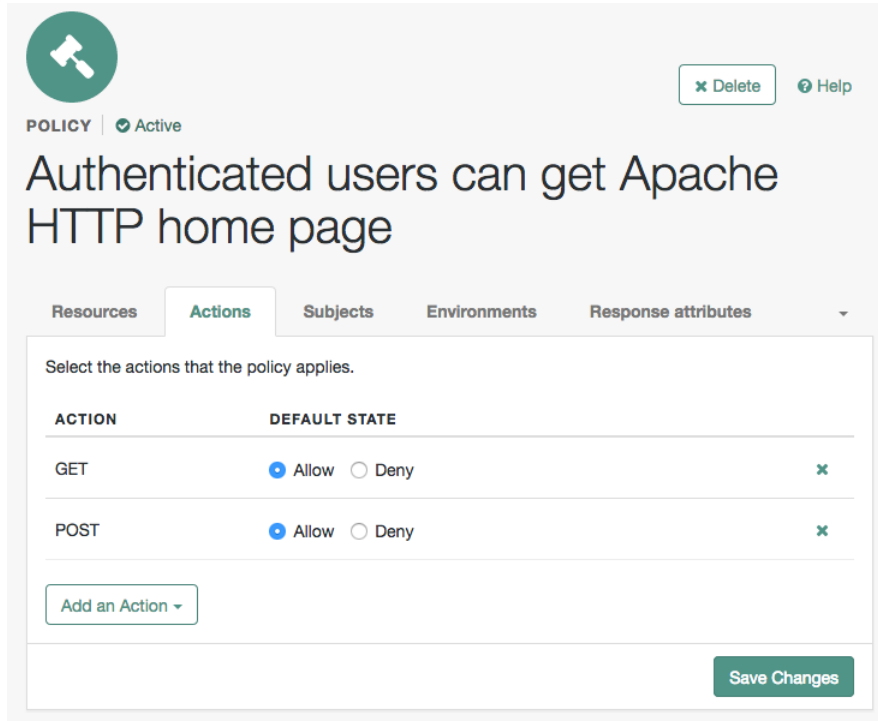 Delete
Help
POLICY
Active
Authenticated users can get Apache
HTTP home page
Resources Actions Subjects Environments Response attributes
Select the actions that the policy applies.
ACTION DEFAULT STATE
GET Allow Deny
POST Allow Deny
Add an Action
Save Changes